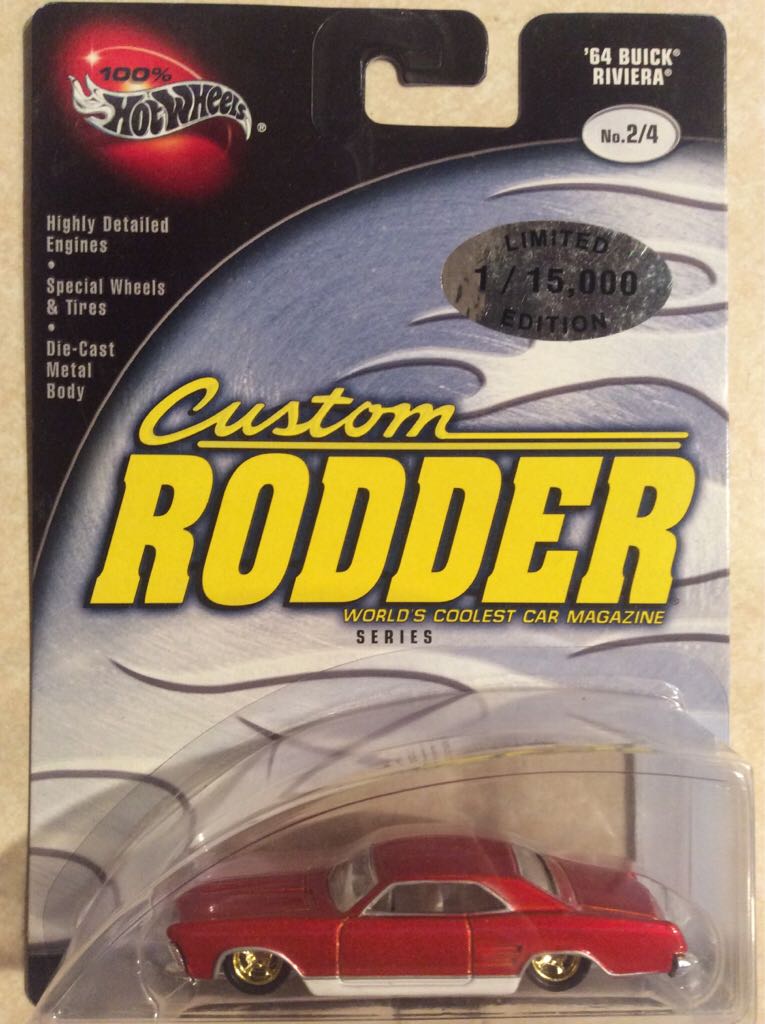 100%
HOT WHEELS®
'64 BUICK®
RIVIERA®
No.2/4
Highly Detailed
Engines
•
Special Wheels
& Tires
•
Die-Cast
Metal
Body
LIMITED
1 / 15,000
EDITION
Custom
RODDER
WORLD'S COOLEST CAR MAGAZINE
SERIES